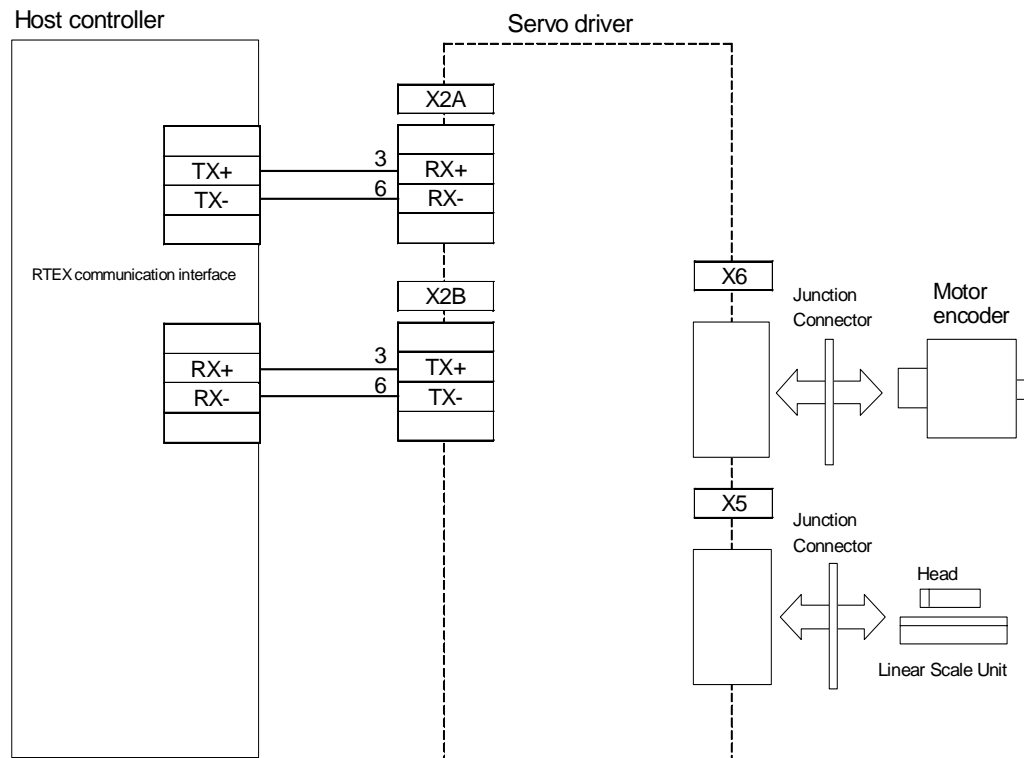 Host controller
Servo driver
X2A
TX+
3
RX+
TX-
6
RX-
RTEX communication interface
X2B
RX+
3
TX+
RX-
6
TX-
X6
Junction
Connector
Motor
encoder
X5
Junction
Connector
Head
Linear Scale Unit